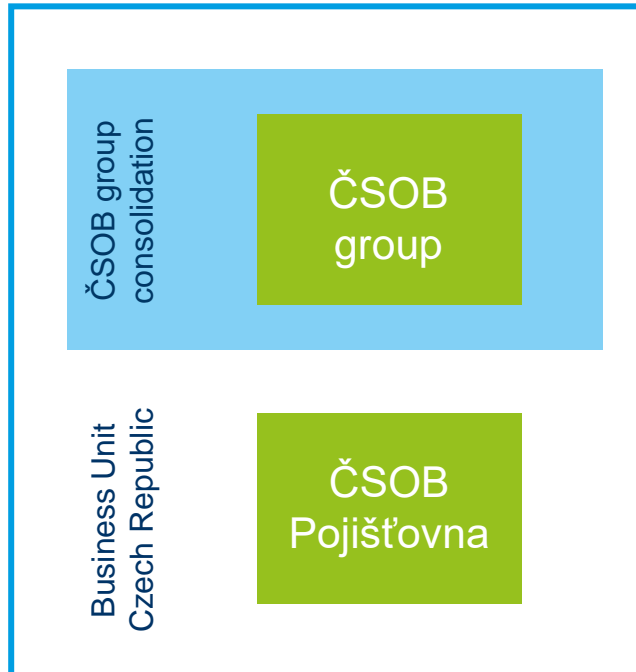 ČSOB group
consolidation
ČSOB
group
Business Unit
Czech Republic
ČSOB
Pojišťovna